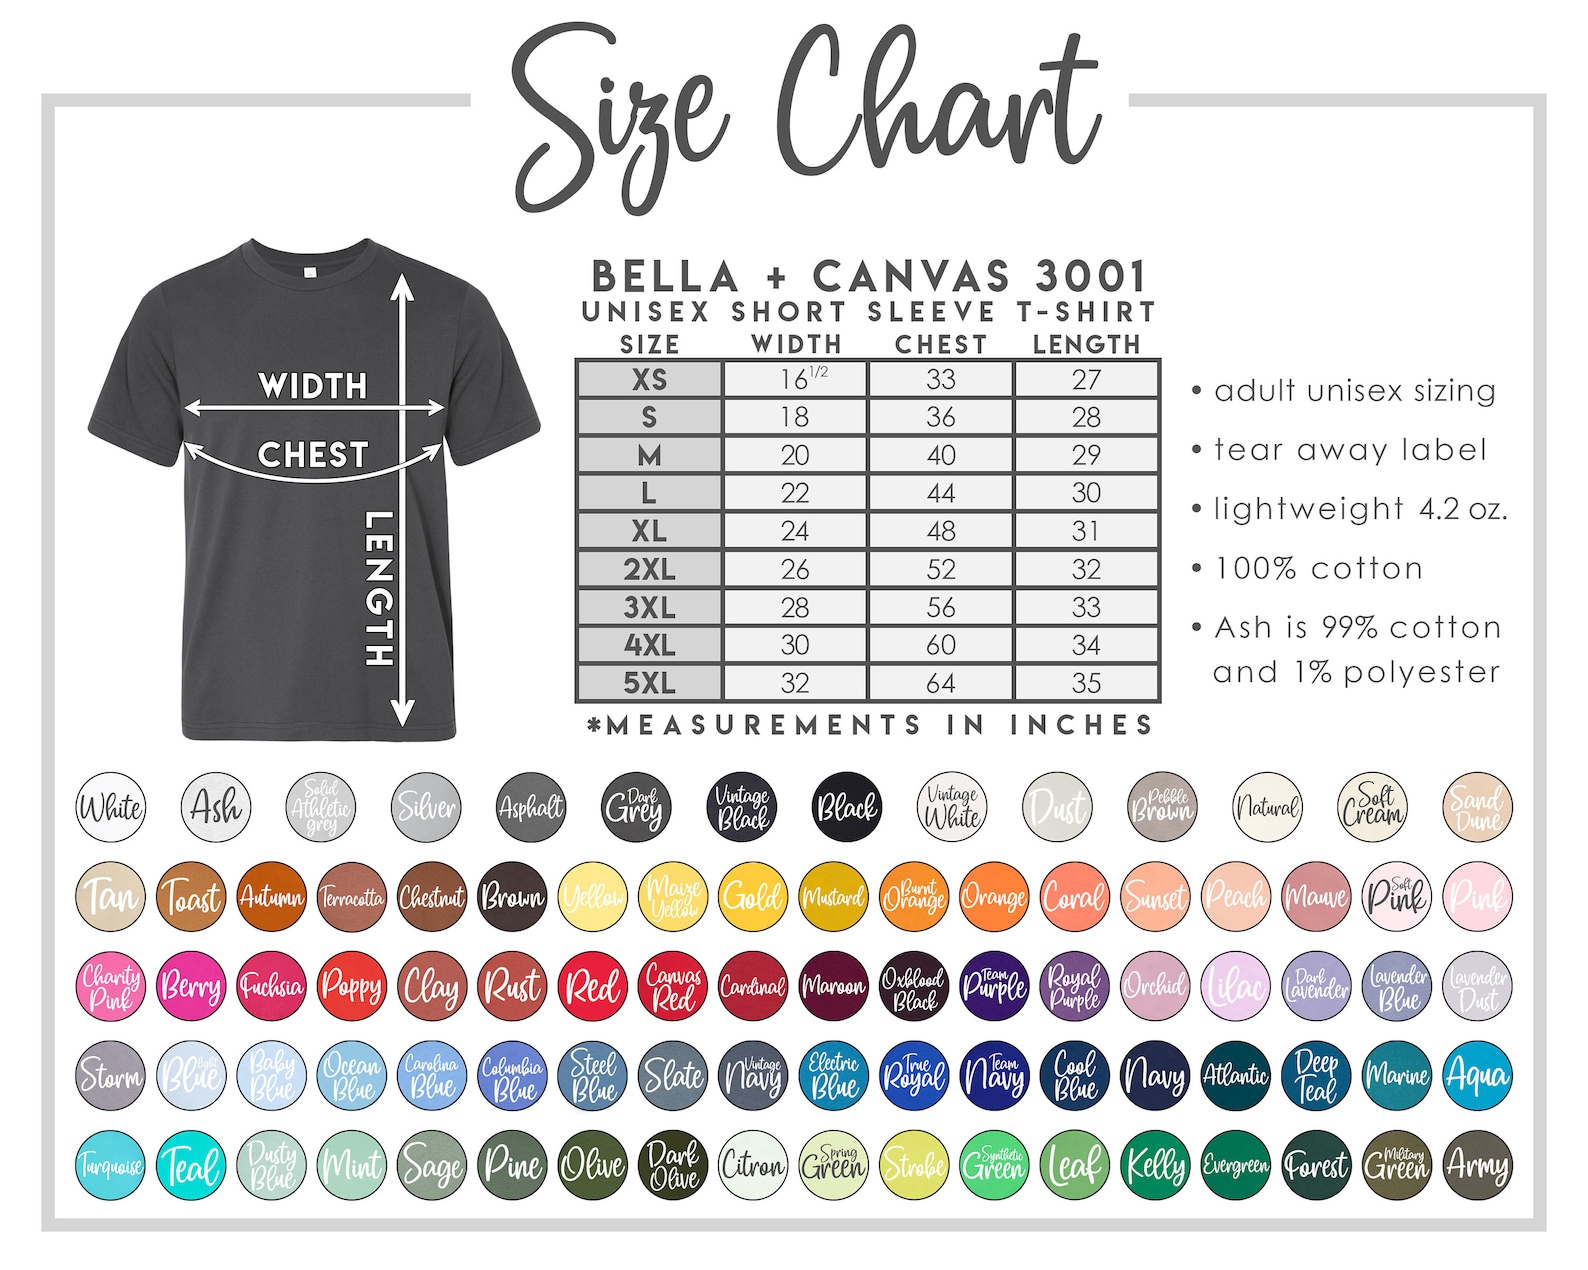 Size Chart
BELLA + CANVAS 3001
UNISEX SHORT SLEEVE T-SHIRT
SIZE WIDTH CHEST LENGTH
XS 16 1/2 33 27
S 18 36 28
M 20 40 29
L 22 44 30
XL 24 48 31
2XL 26 52 32
3XL 28 56 33
4XL 30 60 34
5XL 32 64 35
*MEASUREMENTS IN INCHES
WIDTH
CHEST
LENGTH
• adult unisex sizing
• tear away label
• lightweight 4.2 oz.
• 100% cotton
• Ash is 99% cotton
and 1% polyester
White
Ash
Solid
Athletic
grey
Silver
Asphalt
Dark
Grey
Vintage
Black
Black
Vintage
White
Dust
Pebble
Brown
Natural
Soft
Cream
Sand
Dune
Tan
Toast
Autumn
Terracotta
Chestnut
Brown
Yellow
Maize
Yellow
Gold
Mustard
Burnt
Orange
Orange
Coral
Sunset
Peach
Mauve
Soft
Pink
Pink
Charity
Pink
Berry
Fuchsia
Poppy
Clay
Rust
Red
Canvas
Red
Cardinal
Maroon
Oxblood
Black
Team
Purple
Royal
Purple
Orchid
Lilac
Dark
Lavender
Lavender
Blue
Lavender
Dust
Storm
light
Blue
Baby
Blue
Ocean
Blue
Carolina
Blue
Columbia
Blue
Steel
Blue
Slate
Vintage
Navy
Electric
Blue
True
Royal
Team
Navy
Cool
Blue
Navy
Atlantic
Deep
Teal
Marine
Aqua
Turquoise
Teal
Dusty
Blue
Mint
Sage
Pine
Olive
Dark
Olive
Citron
Spring
Green
Strobe
Synthetic
Green
Leaf
Kelly
Evergreen
Forest
Military
Green
Army